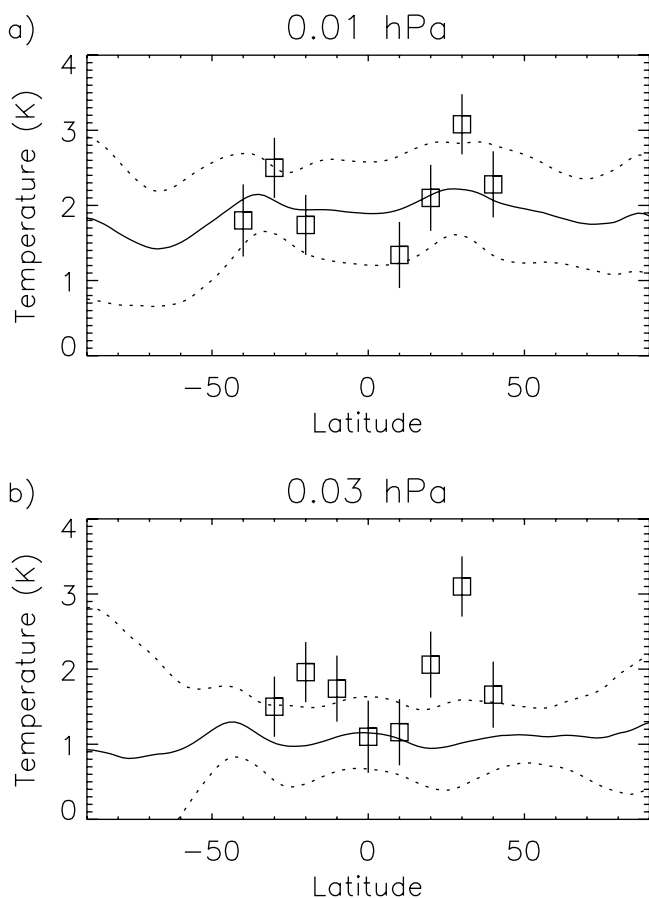 a)
0.01 hPa
Temperature (K)
4
3
2
1
0
−50 0 50
Latitude
b)
0.03 hPa
Temperature (K)
4
3
2
1
0
−50 0 50
Latitude